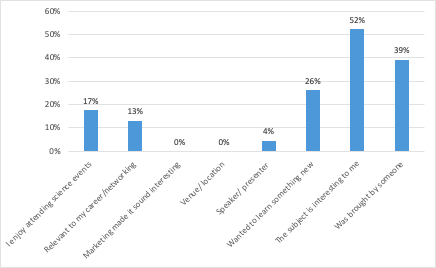 60%
50%
40%
30%
20%
10%
0%
17%
13%
0%
0%
4%
26%
52%
39%
I enjoy attending science events
Relevant to my career/networking
Marketing made it sound interesting
Venue/ location
Speaker/ presenter
Wanted to learn something new
The subject is interesting to me
Was brought by someone